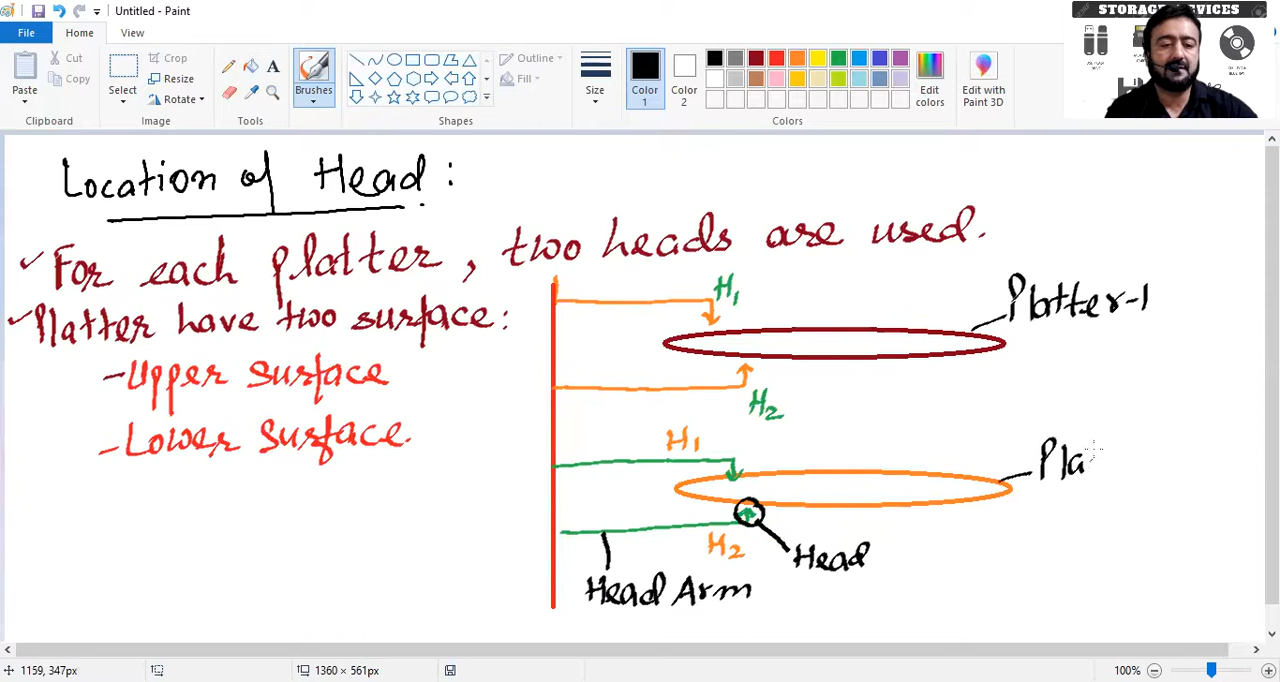 Untitled - Paint
STORAGE DEVICES
File Home View
Paste Cut Copy Select Crop Resize Rotate Brushes Outline Fill Size Color 1 Color 2 Edit colors Edit with Paint 3D
Clipboard Image Tools Shapes Colors
Location of Head:
For each platter, two heads are used.
Platter have two surface:
- Upper surface
- Lower surface.
H1
Platter-1
H2
H1
Pla
H2
Head
Head Arm
1159, 347px
1360 × 561px
100%